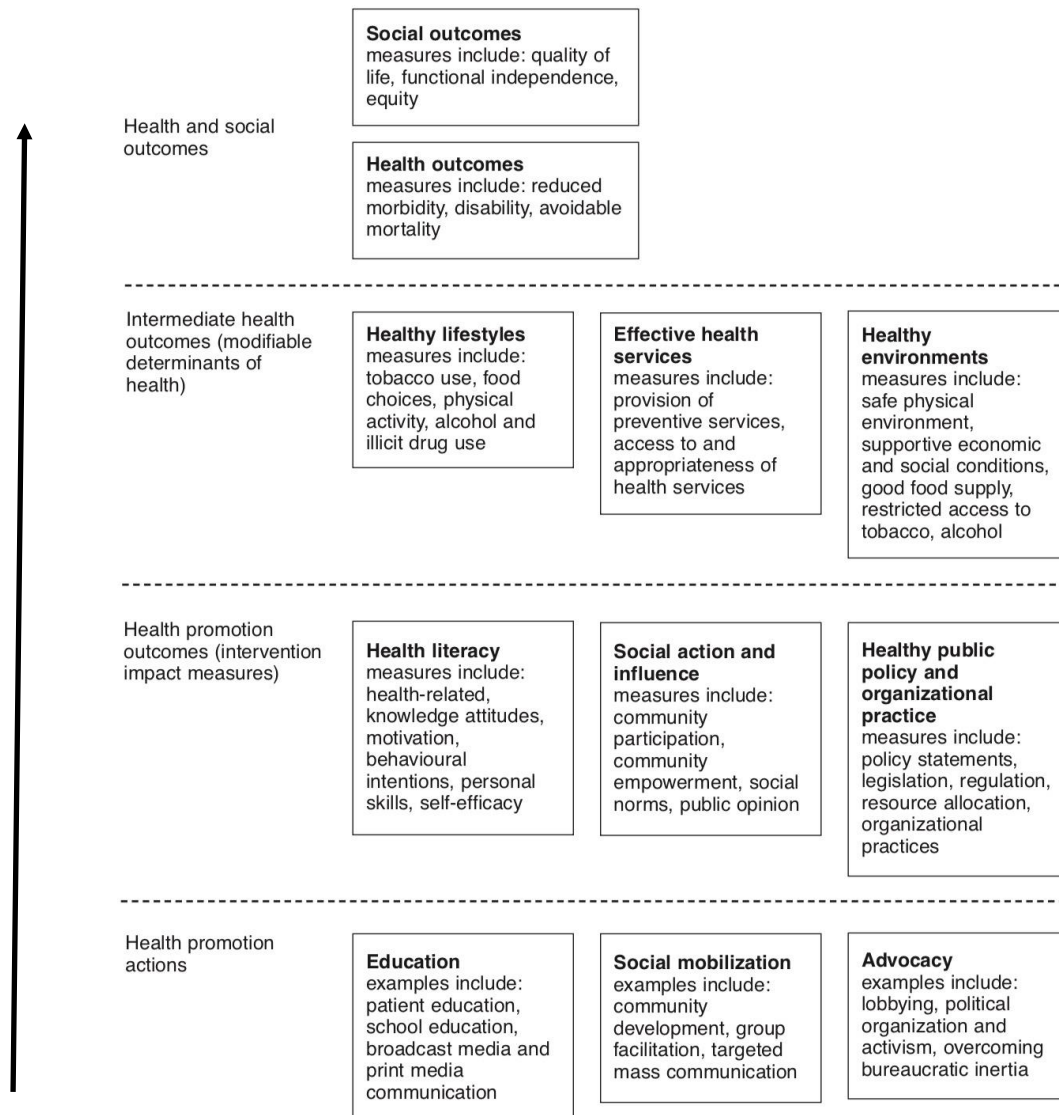 Social outcomes
measures include: quality of
life, functional independence,
equity
Health and social
outcomes
Health outcomes
measures include: reduced
morbidity, disability, avoidable
mortality
Intermediate health
outcomes (modifiable
determinants of
health)
Healthy lifestyles
measures include:
tobacco use, food
choices, physical
activity, alcohol and
illicit drug use
Effective health
services
measures include:
provision of
preventive services,
access to and
appropriateness of
health services
Healthy
environments
measures include:
safe physical
environment,
supportive economic
and social conditions,
good food supply,
restricted access to
tobacco, alcohol
Health promotion
outcomes (intervention
impact measures)
Health literacy
measures include:
health-related,
knowledge attitudes,
motivation,
behavioural
intentions, personal
skills, self-efficacy
Social action and
influence
measures include:
community
participation,
community
empowerment, social
norms, public opinion
Healthy public
policy and
organizational
practice
measures include:
policy statements,
legislation, regulation,
resource allocation,
organizational
practices
Health promotion
actions
Education
examples include:
patient education,
school education,
broadcast media and
print media
communication
Social mobilization
examples include:
community
development, group
facilitation, targeted
mass communication
Advocacy
examples include:
lobbying, political
organization and
activism, overcoming
bureaucratic inertia